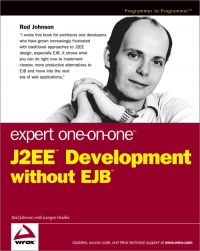 Programmer to Programmer™
Rod Johnson
"I wrote this book for architects and developers
who have grown increasingly frustrated
with traditional approaches to J2EE
design, especially EJB. It shows what
you can do right now to implement
cleaner, more productive alternatives to
EJB and move into the next
era of web applications."
expert one-on-one™
J2EE™ Development
without EJB™
Rod Johnson with Juergen Hoeller
wrox
Updates, source code, and Wrox technical support at www.wrox.com